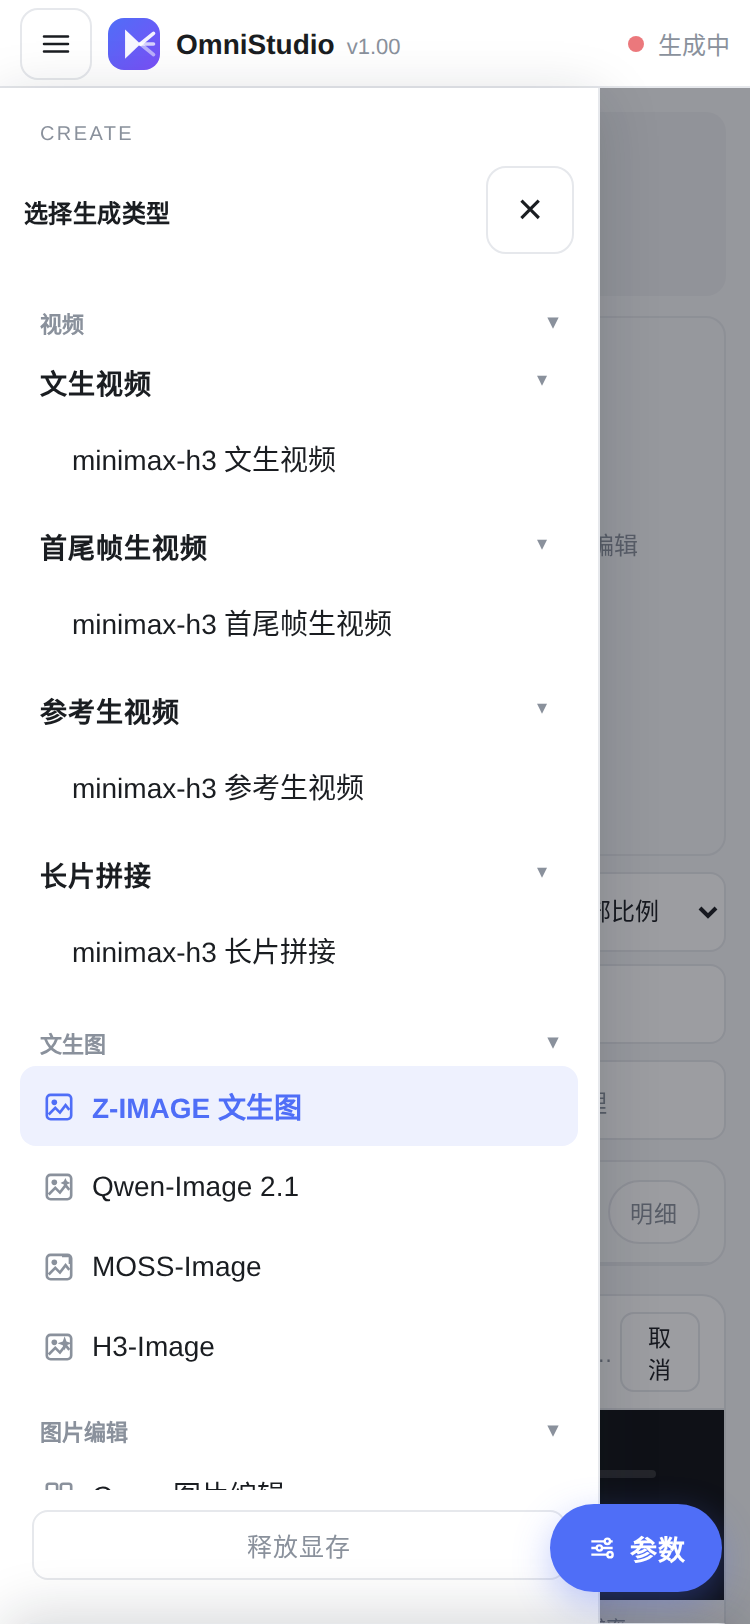 OmniStudio v1.00
生成中
CREATE
选择生成类型
视频
文生视频
minimax-h3 文生视频
首尾帧生视频
编辑
minimax-h3 首尾帧生视频
参考生视频
minimax-h3 参考生视频
长片拼接
部比例
minimax-h3 长片拼接
文生图
Z-IMAGE 文生图
Qwen-Image 2.1
明细
MOSS-Image
H3-Image
取消
图片编辑
释放显存
参数